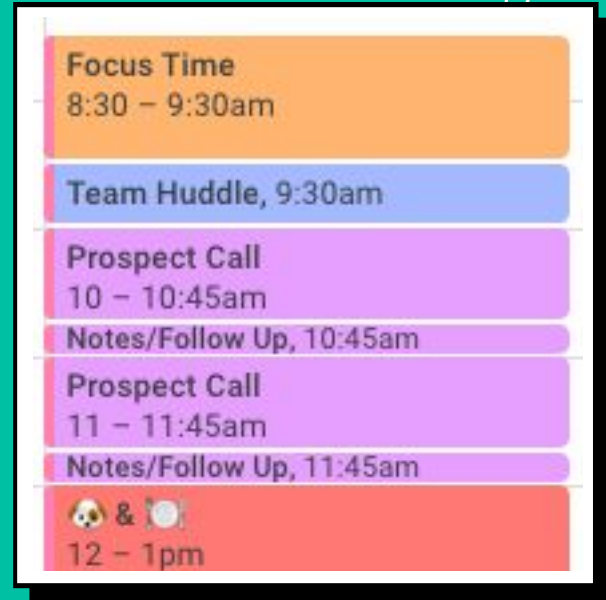 Focus Time
8:30 – 9:30am
Team Huddle, 9:30am
Prospect Call
10 – 10:45am
Notes/Follow Up, 10:45am
Prospect Call
11 – 11:45am
Notes/Follow Up, 11:45am
🐶 & 🍽️
12 – 1pm